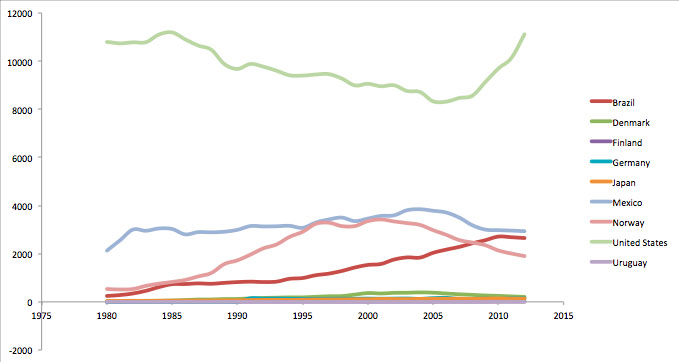 12000
10000
8000
6000
4000
2000
0
-2000
1975
1980
1985
1990
1995
2000
2005
2010
2015
Brazil
Denmark
Finland
Germany
Japan
Mexico
Norway
United States
Uruguay